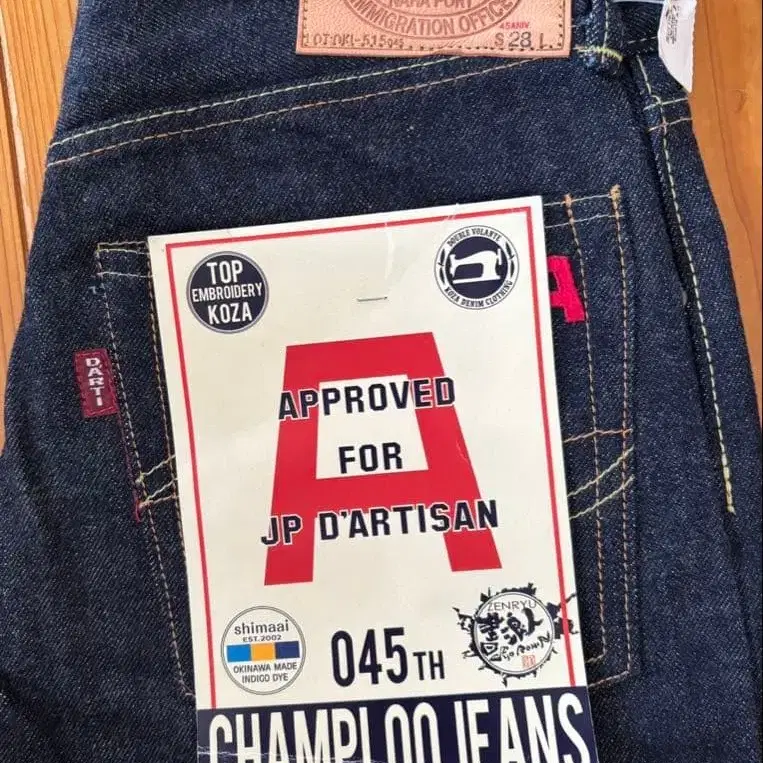 NAHA PORT
IMMIGRATION OFFICE
45ANIV.
S 28 L
TOP
EMBROIDERY
KOZA
DOUBLE VOLANTE
KOZA DENIM CLOTHING
A
DARTI
APPROVED
FOR
JP D'ARTISAN
shimaai
EST.2002
OKINAWA MADE
INDIGO DYE
045TH
ZENRYU
CHAMPLOO JEANS